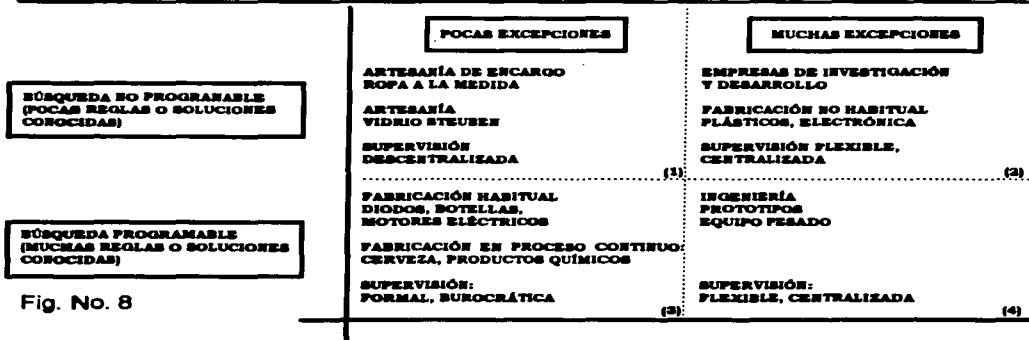 POCAS EXCEPCIONES
MUCHAS EXCEPCIONES
BÚSQUEDA NO PROGRANABLE
(POCAS REGLAS O SOLUCIONES
CONOCIDAS)
ARTESANÍA DE ENCARGO
ROPA A LA MEDIDA
ARTESANÍA
VIDRIO STEUBEN
SUPERVISIÓN
DESCENTRALIZADA
(1)
EMPRESAS DE INVESTIGACIÓN
Y DESARROLLO
FABRICACIÓN NO HABITUAL
PLÁSTICOS, ELECTRÓNICA
SUPERVISIÓN FLEXIBLE,
CENTRALIZADA
(2)
BÚSQUEDA PROGRAMABLE
(MUCHAS REGLAS O SOLUCIONES
CONOCIDAS)
FABRICACIÓN HABITUAL
DIODOS, BOTELLAS,
MOTORES ELÉCTRICOS
FABRICACIÓN EN PROCESO CONTINUO:
CERVEZA, PRODUCTOS QUÍMICOS
SUPERVISIÓN:
FORMAL, BUROCRÁTICA
(3)
INGENIERÍA
PROTOTIPOS
EQUIPO PESADO
SUPERVISIÓN:
FLEXIBLE, CENTRALIZADA
(4)
Fig. No. 8